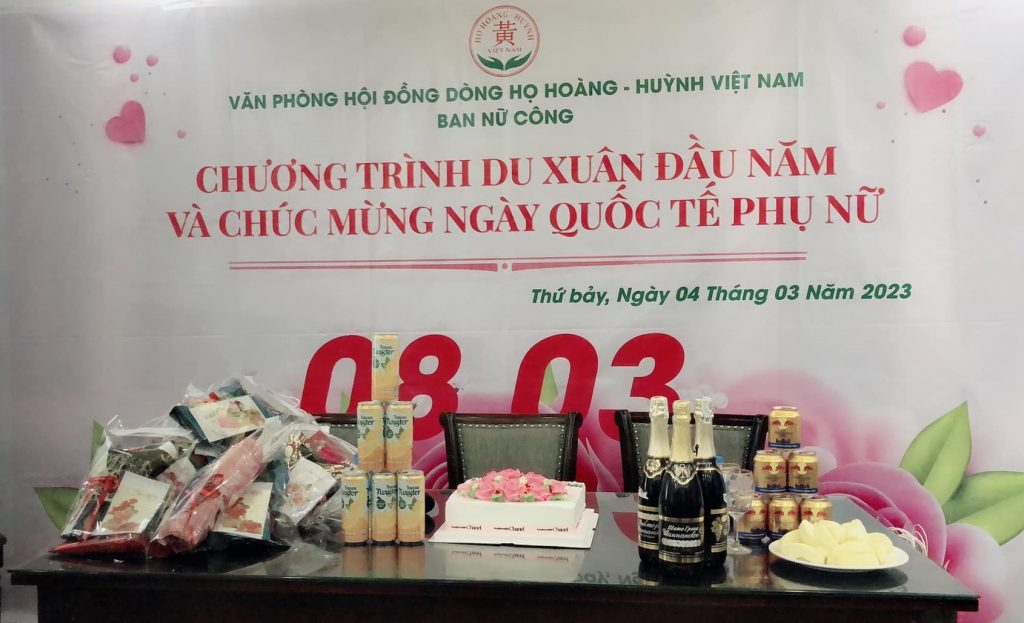 HỌ HOÀNG - HUỲNH
黃
VIỆT NAM
VĂN PHÒNG HỘI ĐỒNG DÒNG HỌ HOÀNG - HUỲNH VIỆT NAM
BAN NỮ CÔNG
CHƯƠNG TRÌNH DU XUÂN ĐẦU NĂM
VÀ CHÚC MỪNG NGÀY QUỐC TẾ PHỤ NỮ
Thứ bảy, Ngày 04 Tháng 03 Năm 2023
08 03
Chanel
Chanel